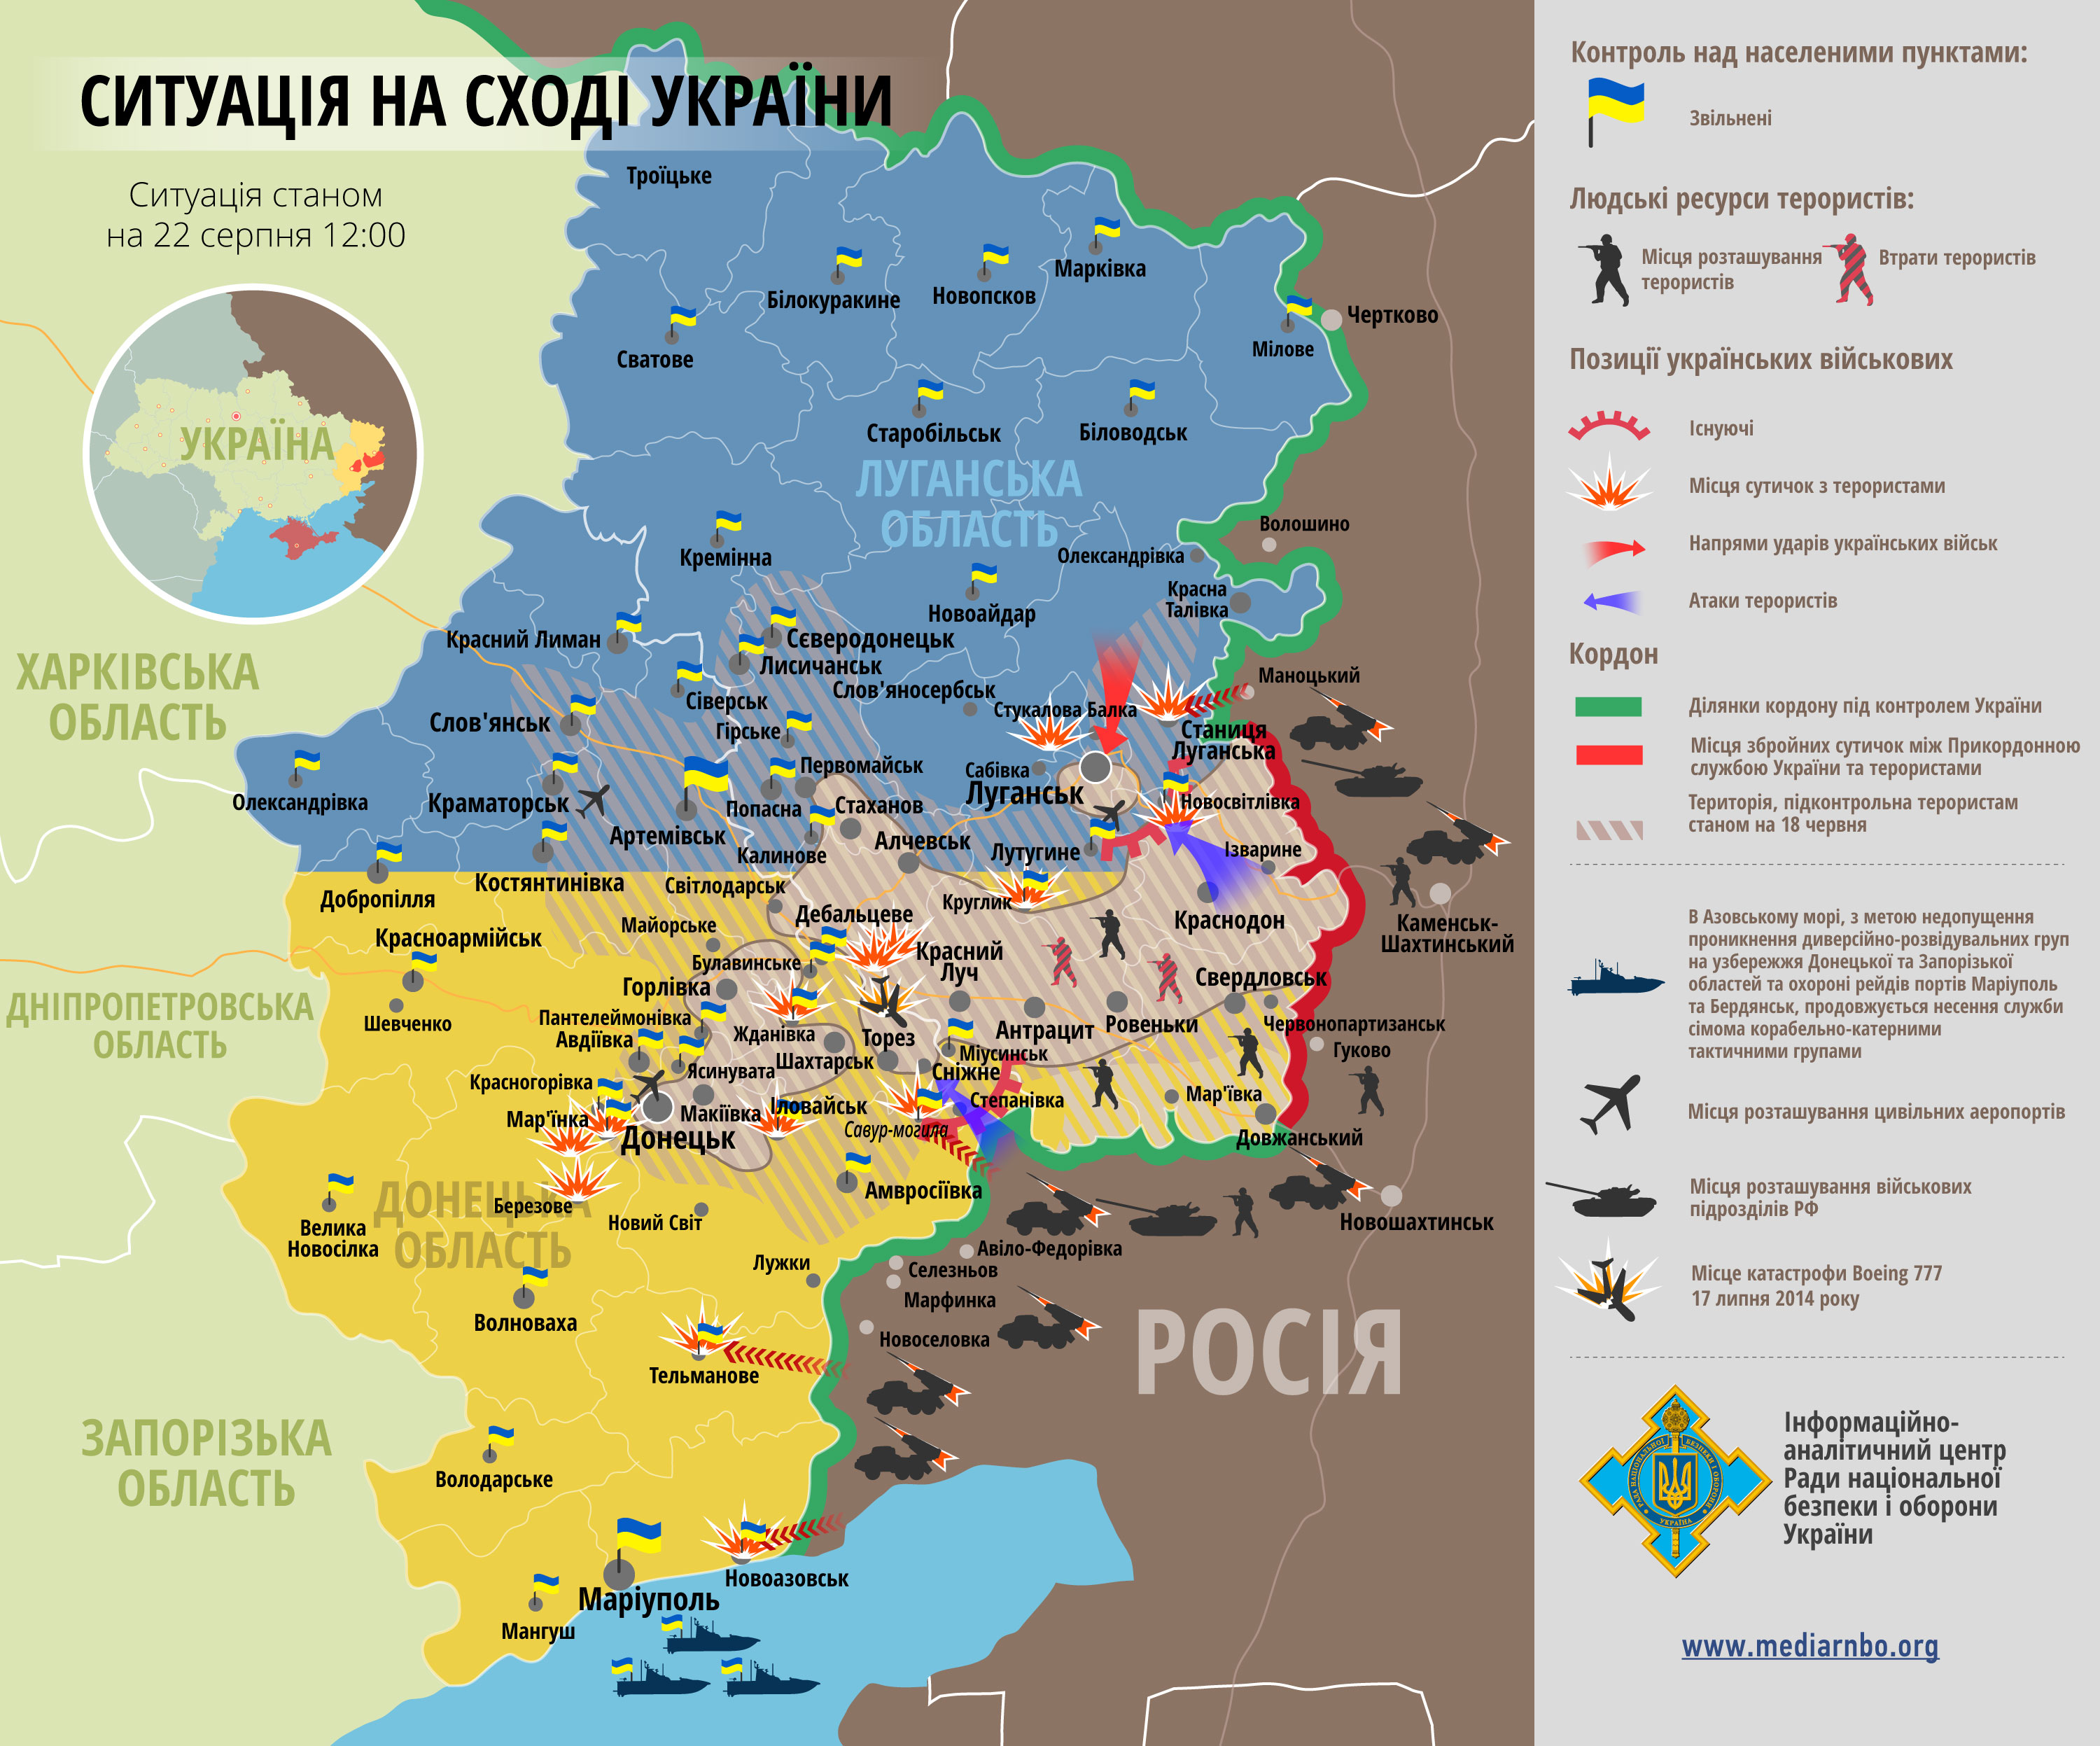 СИТУАЦІЯ НА СХОДІ УКРАЇНИ
Ситуація станом
на 22 серпня 12:00
УКРАЇНА
ХАРКІВСЬКА
ОБЛАСТЬ
ДНІПРОПЕТРОВСЬКА
ОБЛАСТЬ
ЗАПОРІЗЬКА
ОБЛАСТЬ
ЛУГАНСЬКА
ОБЛАСТЬ
ДОНЕЦЬКА
ОБЛАСТЬ
РОСІЯ
Троїцьке
Білокуракине
Новопсков
Марківка
Сватове
Мілове
Чертково
Старобільськ
Біловодськ
Кремінна
Новоайдар
Олександрівка
Волошино
Красна
Талівка
Красний Лиман
Сєверодонецьк
Лисичанськ
Сіверськ
Слов'яносербськ
Маноцький
Стукалова Балка
Слов'янськ
Гірське
Станиця
Луганська
Первомайськ
Сабівка
Луганськ
Олександрівка
Краматорськ
Артемівськ
Попасна
Стаханов
Новосвітлівка
Калинове
Алчевськ
Лутугине
Ізварине
Добропілля
Костянтинівка
Світлодарськ
Круглик
Дебальцеве
Краснодон
Каменськ-
Шахтинський
Красноармійськ
Майорське
Булавинське
Красний
Луч
Горлівка
Свердловськ
Шевченко
Пантелеймонівка
Авдіївка
Жданівка
Торез
Антрацит
Ровеньки
Червонопартизанськ
Гуково
Шахтарськ
Міусинськ
Сніжне
Красногорівка
Ясинувата
Мар'їнка
Макіївка
Іловайськ
Степанівка
Мар'ївка
Донецьк
Савур-могила
Довжанський
Амвросіївка
Березове
Новий Світ
Новошахтинськ
Велика
Новосілка
Лужки
Авіло-Федорівка
Селезньов
Марфинка
Волноваха
Новоселовка
Тельманове
Володарське
Новоазовськ
Маріуполь
Мангуш
Контроль над населеними пунктами:
Звільнені
Людські ресурси терористів:
Місця розташування
терористів
Втрати терористів
Позиції українських військових
Існуючі
Місця сутичок з терористами
Напрями ударів українських військ
Атаки терористів
Кордон
Ділянки кордону під контролем України
Місця збройних сутичок між Прикордонною
службою України та терористами
Територія, підконтрольна терористам
станом на 18 червня
В Азовському морі, з метою недопущення
проникнення диверсійно-розвідувальних груп
на узбережжя Донецької та Запорізької
областей та охороні рейдів портів Маріуполь
та Бердянськ, продовжується несення служби
сімома корабельно-катерними
тактичними групами
Місця розташування цивільних аеропортів
Місця розташування військових
підрозділів РФ
Місце катастрофи Boeing 777
17 липня 2014 року
Інформаційно-
аналітичний центр
Ради національної
безпеки і оборони
України
www.mediarnbo.org